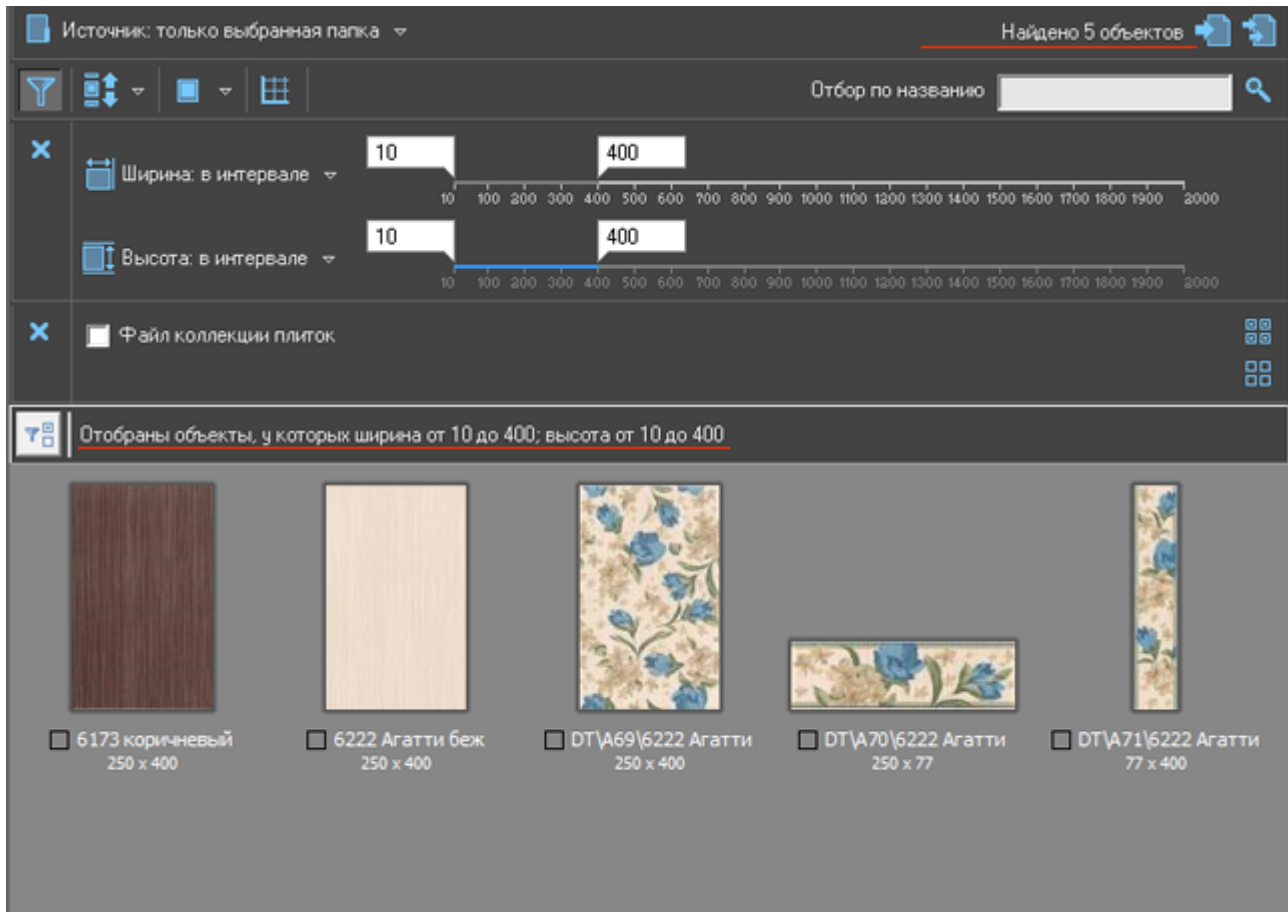 Источник: только выбранная папка
Найдено 5 объектов
Отбор по названию
Ширина: в интервале
10
400
10 100 200 300 400 500 600 700 800 900 1000 1100 1200 1300 1400 1500 1600 1700 1800 1900 2000
Высота: в интервале
10
400
10 100 200 300 400 500 600 700 800 900 1000 1100 1200 1300 1400 1500 1600 1700 1800 1900 2000
Файл коллекции плиток
Отобраны объекты, у которых ширина от 10 до 400; высота от 10 до 400
6173 коричневый
250 x 400
6222 Агатти беж
250 x 400
DT\A69\6222 Агатти
250 x 400
DT\A70\6222 Агатти
250 x 77
DT\A71\6222 Агатти
77 x 400